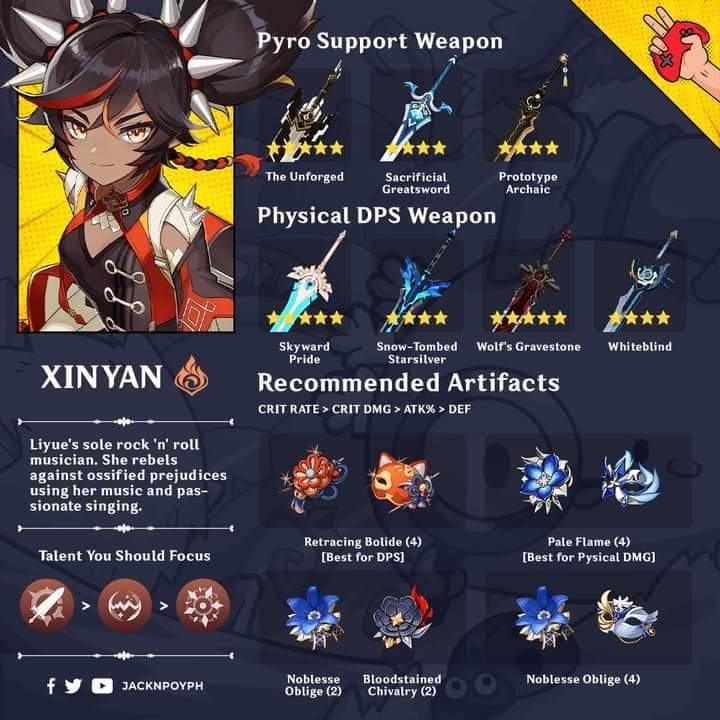 Pyro Support Weapon
The Unforged
Sacrificial
Greatsword
Prototype
Archaic
Physical DPS Weapon
Skyward
Pride
Snow-Tombed
Starsilver
Wolf's Gravestone
Whiteblind
XINYAN
Liyue's sole rock 'n' roll
musician. She rebels
against ossified prejudices
using her music and pas-
sionate singing.
Talent You Should Focus
> >
JACKNPOYPH
Recommended Artifacts
CRIT RATE > CRIT DMG > ATK% > DEF
Retracing Bolide (4)
[Best for DPS]
Pale Flame (4)
[Best for Pysical DMG]
Noblesse
Oblige (2)
Bloodstained
Chivalry (2)
Noblesse Oblige (4)